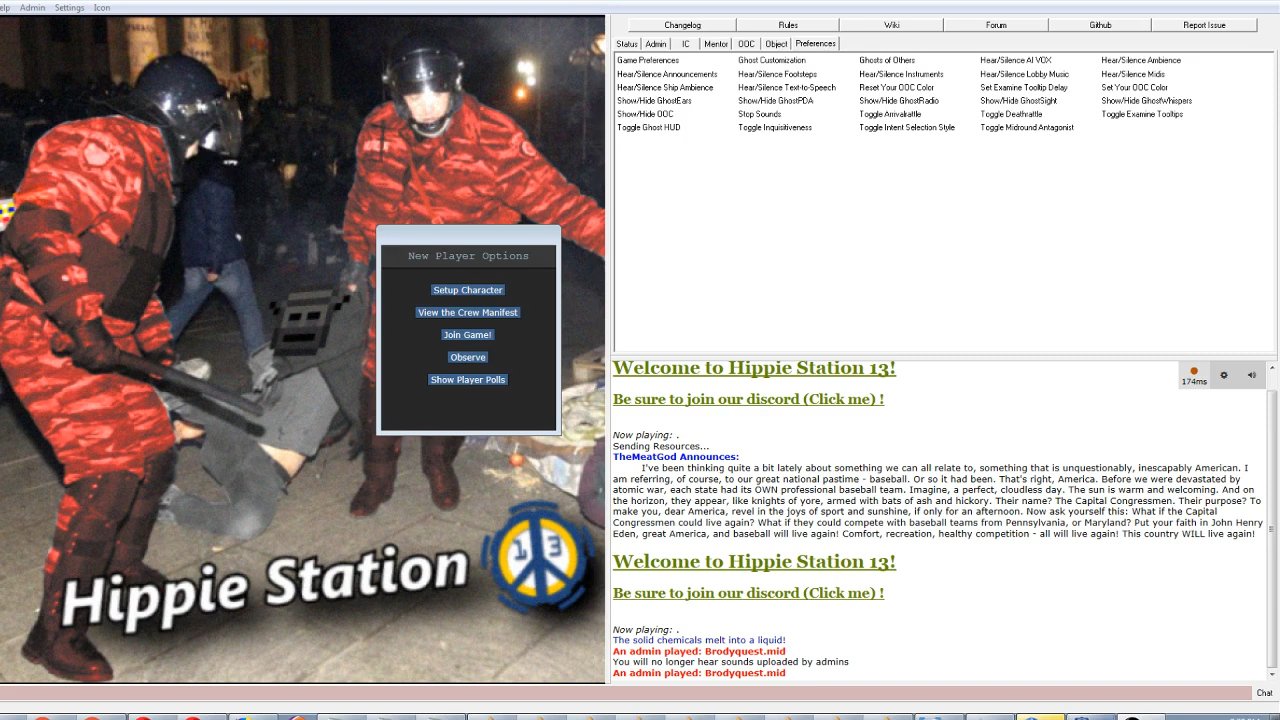 elp Admin Settings Icon
Changelog Rules Wiki Forum Github Report Issue
Status Admin IC Mentor OOC Object Preferences
Game Preferences Ghost Customization Ghosts of Others Hear/Silence AI VOX Hear/Silence Ambience
Hear/Silence Announcements Hear/Silence Footsteps Hear/Silence Instruments Hear/Silence Lobby Music Hear/Silence Midis
Hear/Silence Ship Ambience Hear/Silence Text-to-Speech Reset Your OOC Color Set Examine Tooltip Delay Set Your OOC Color
Show/Hide GhostEars Show/Hide GhostPDA Show/Hide GhostRadio Show/Hide GhostSight Show/Hide GhostWhispers
Show/Hide OOC Stop Sounds Toggle Arrivalrattle Toggle Deathrattle Toggle Examine Tooltips
Toggle Ghost HUD Toggle Inquisitiveness Toggle Intent Selection Style Toggle Midround Antagonist
New Player Options
Setup Character
View the Crew Manifest
Join Game!
Observe
Show Player Polls
Hippie Station
13
Welcome to Hippie Station 13!
174ms
Be sure to join our discord (Click me) !
Now playing: .
Sending Resources...
TheMeatGod Announces:
I've been thinking quite a bit lately about something we can all relate to, something that is unquestionably, inescapably American. I
am referring, of course, to our great national pastime - baseball. Or so it had been. That's right, America. Before we were devastated by
atomic war, each state had its OWN professional baseball team. Imagine, a perfect, cloudless day. The sun is warm and welcoming. And on
the horizon, they appear, like knights of yore, armed with bats of ash and hickory. Their name? The Capital Congressmen. Their purpose? To
make you, dear America, revel in the joys of sport and sunshine, if only for an afternoon. Now ask yourself this: What if the Capital
Congressmen could live again? What if they could compete with baseball teams from Pennsylvania, or Maryland? Put your faith in John Henry
Eden, great America, and baseball will live again! Comfort, recreation, healthy competition - all will live again! This country WILL live again!
Welcome to Hippie Station 13!
Be sure to join our discord (Click me) !
Now playing: .
The solid chemicals melt into a liquid!
An admin played: Brodyquest.mid
You will no longer hear sounds uploaded by admins
An admin played: Brodyquest.mid
Chat